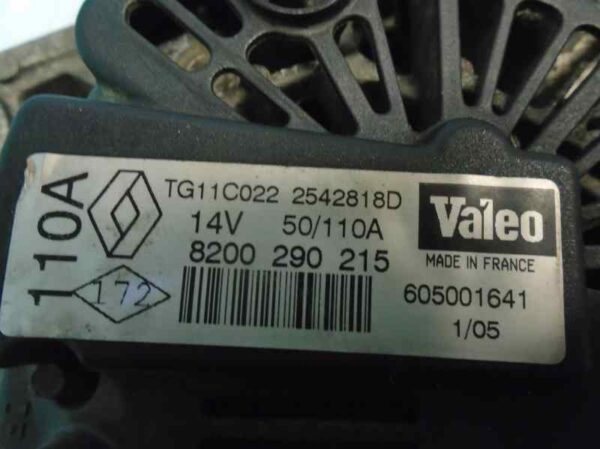 110A
172
TG11C022 2542818D
14V 50/110A
8200 290 215
Valeo
MADE IN FRANCE
605001641
1/05